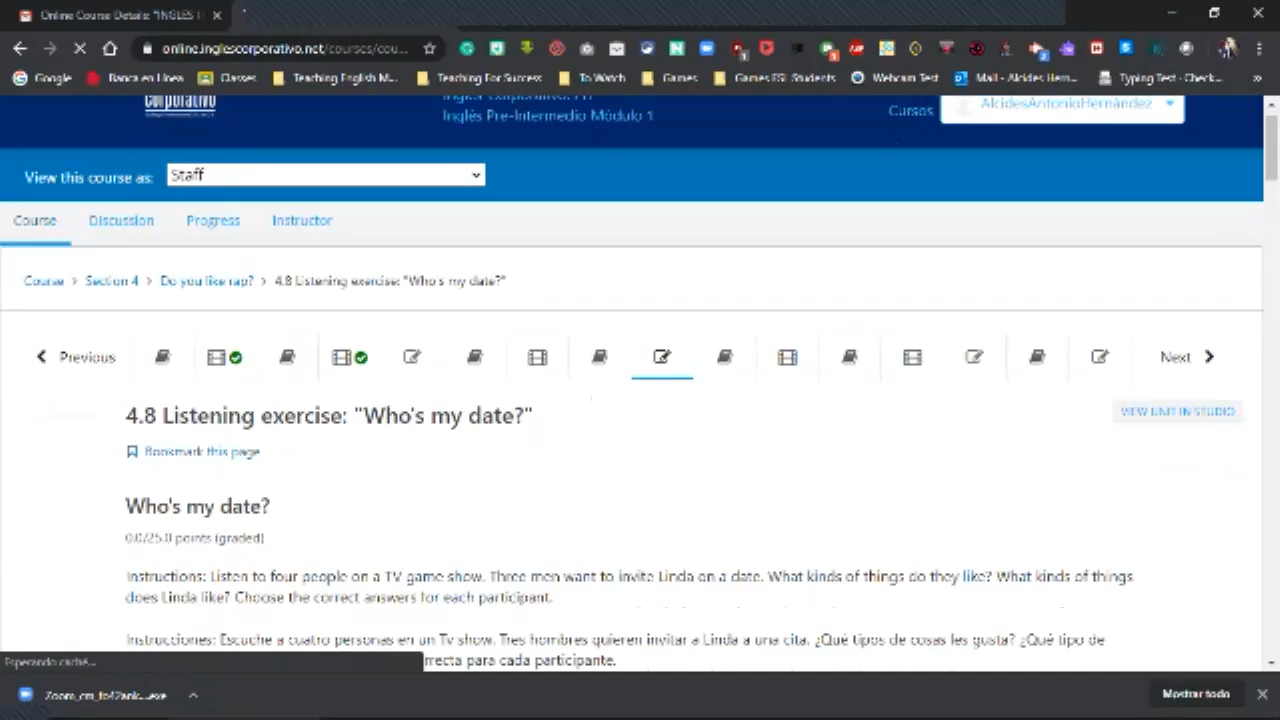 Online Course Details: "INGLES
online.inglescorporativo.net/courses/cou...
Google Banca en Linea Classes Teaching English M... Teaching For Success To Watch Games Games ESL Students Webcam Test Mail - Alcides Hern... Typing Test - Check... »
corporativo
Inglés Pre-Intermedio Módulo 1
Cursos
AlcidesAntonioHernández
View this course as: Staff
Course Discussion Progress Instructor
Course > Section 4 > Do you like rap? > 4.8 Listening exercise: "Who's my date?"
Previous Next
4.8 Listening exercise: "Who's my date?"
VIEW UNIT IN STUDIO
Bookmark this page
Who's my date?
0.0/25.0 points (graded)
Instructions: Listen to four people on a TV game show. Three men want to invite Linda on a date. What kinds of things do they like? What kinds of things
does Linda like? Choose the correct answers for each participant.
Instrucciones: Escuche a cuatro personas en un Tv show. Tres hombres quieren invitar a Linda a una cita. ¿Qué tipos de cosas les gusta? ¿Qué tipo de
rrecta para cada participante.
Esperando caché...
Mostrar todo